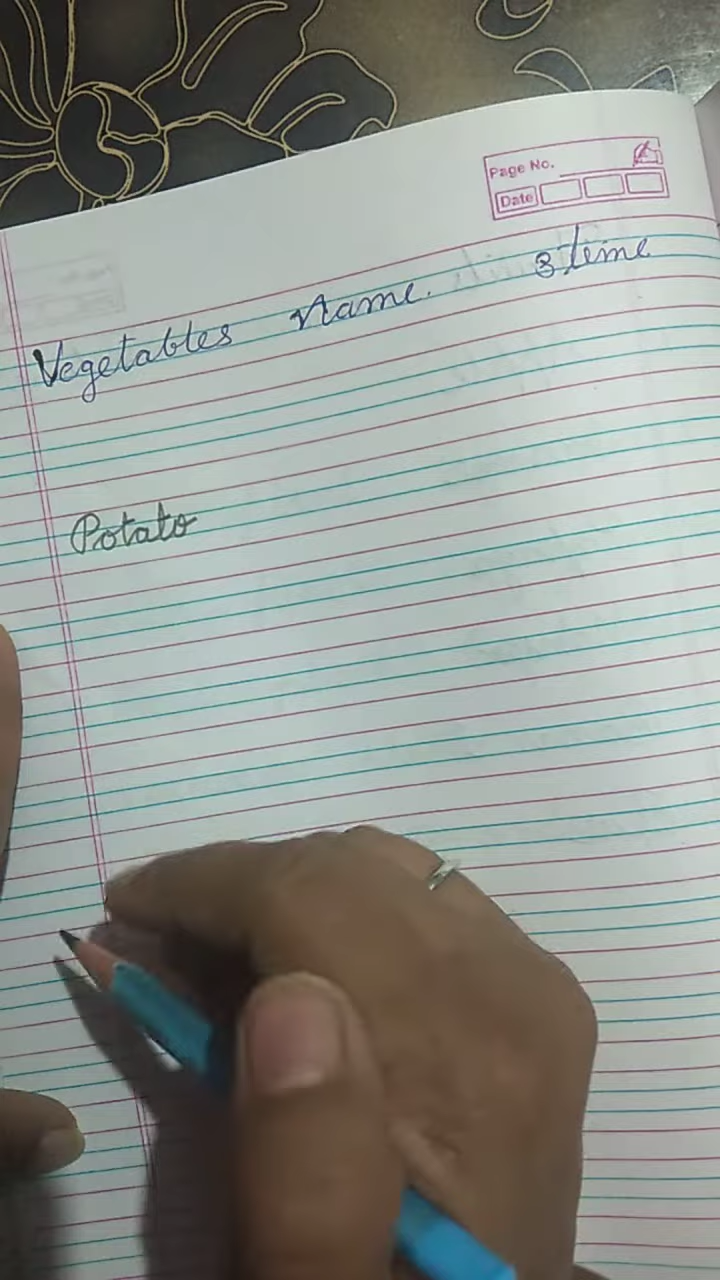 Page No.
Date
3 time
Vegetables Name.
Potato